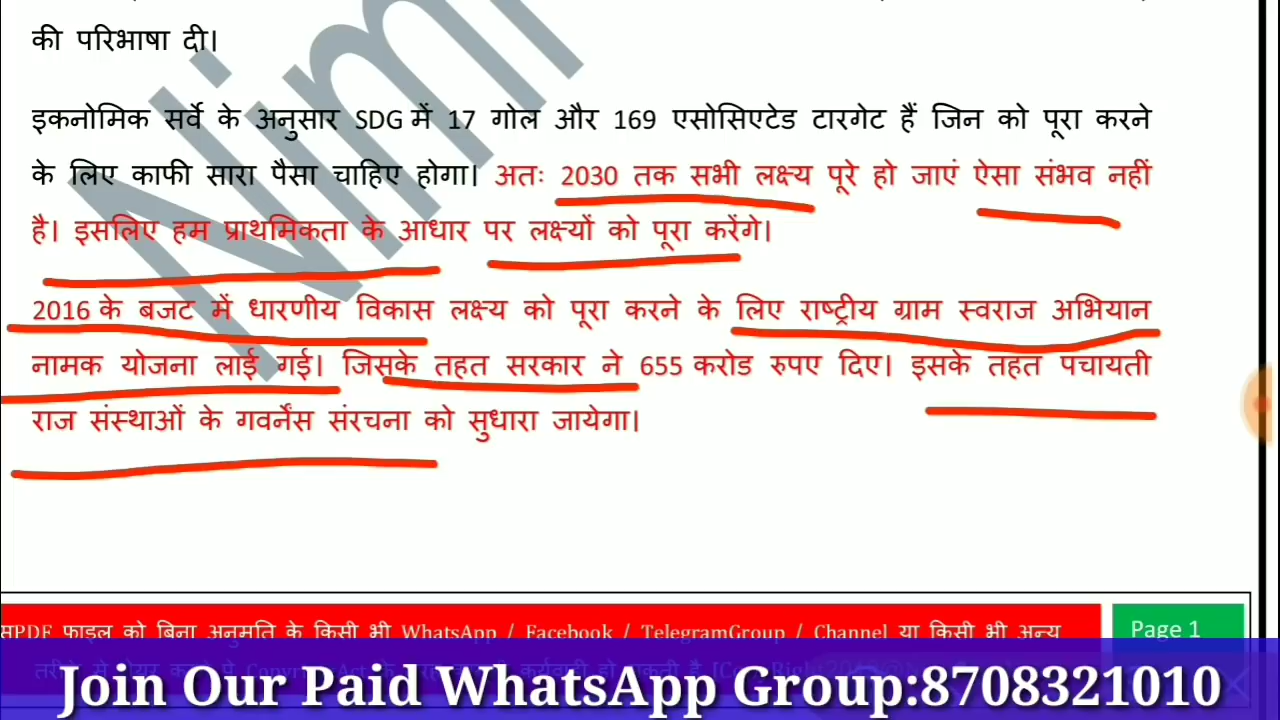 की परिभाषा दी।
Nimi
इकनोमिक सर्वे के अनुसार SDG में 17 गोल और 169 एसोसिएटेड टारगेट हैं जिन को पूरा करने
के लिए काफी सारा पैसा चाहिए होगा। अतः 2030 तक सभी लक्ष्य पूरे हो जाएं ऐसा संभव नहीं
है। इसलिए हम प्राथमिकता के आधार पर लक्ष्यों को पूरा करेंगे।
2016 के बजट में धारणीय विकास लक्ष्य को पूरा करने के लिए राष्ट्रीय ग्राम स्वराज अभियान
नामक योजना लाई गई। जिसके तहत सरकार ने 655 करोड रुपए दिए। इसके तहत पचायती
राज संस्थाओं के गवर्नेंस संरचना को सुधारा जायेगा।
PDF फाइल को बिना अनुमति के किसी भी WhatsApp / Facebook / TelegramGroup / Channel या किसी भी अन्य
Page 1
Join Our Paid WhatsApp Group:8708321010